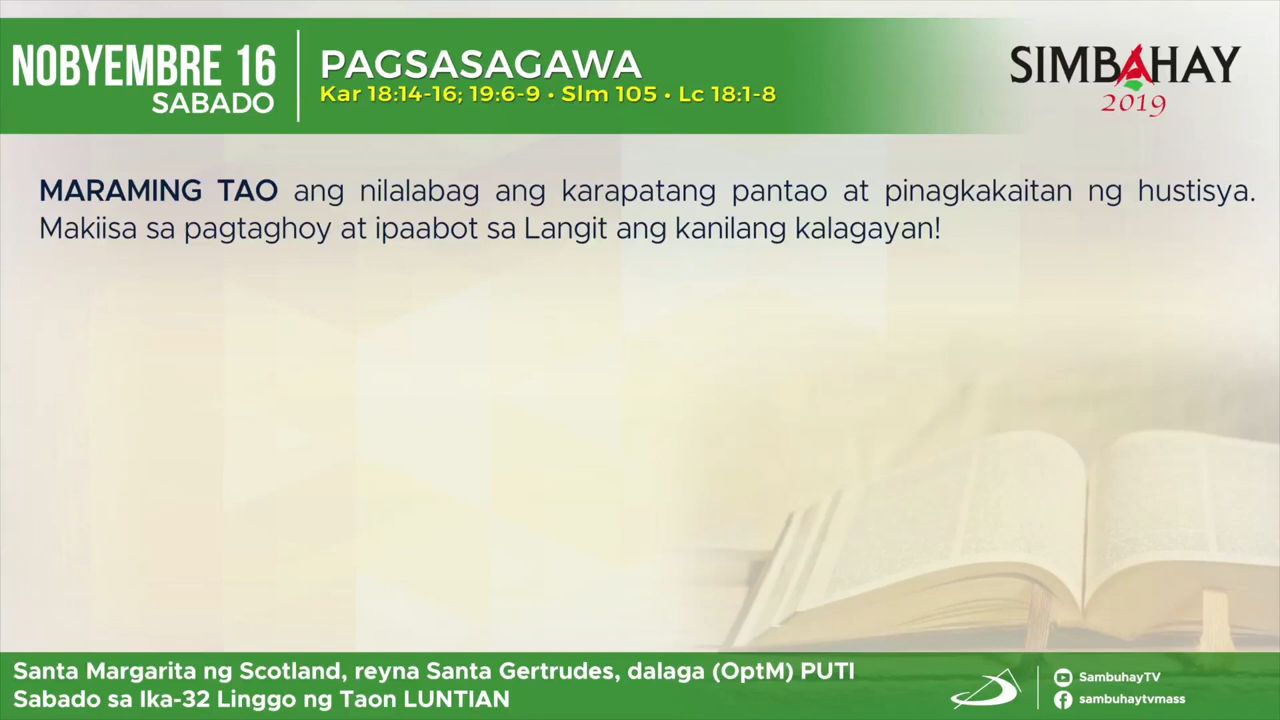 NOBYEMBRE 16
SABADO
PAGSASAGAWA
Kar 18:14-16; 19:6-9 • Slm 105 • Lc 18:1-8
SIMBAHAY
2019
MARAMING TAO ang nilalabag ang karapatang pantao at pinagkakaitan ng hustisya.
Makiisa sa pagtaghoy at ipaabot sa Langit ang kanilang kalagayan!
Santa Margarita ng Scotland, reyna Santa Gertrudes, dalaga (OptM) PUTI
Sabado sa Ika-32 Linggo ng Taon LUNTIAN
SambuhayTV
sambuhaytvmass